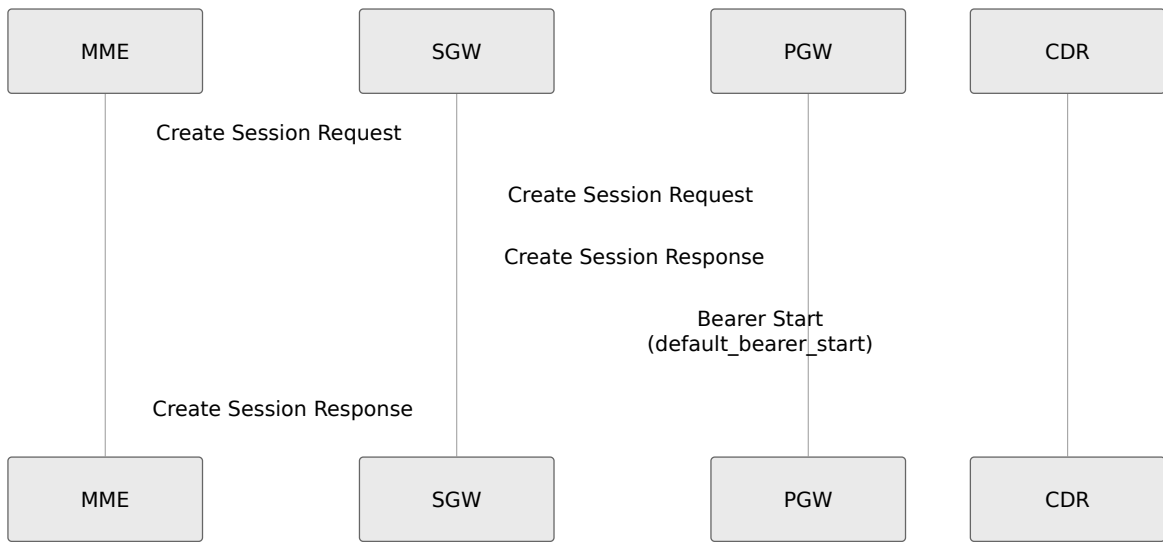 MME
SGW
PGW
CDR
Create Session Request
Create Session Request
Create Session Response
Bearer Start
(default_bearer_start)
Create Session Response
MME
SGW
PGW
CDR